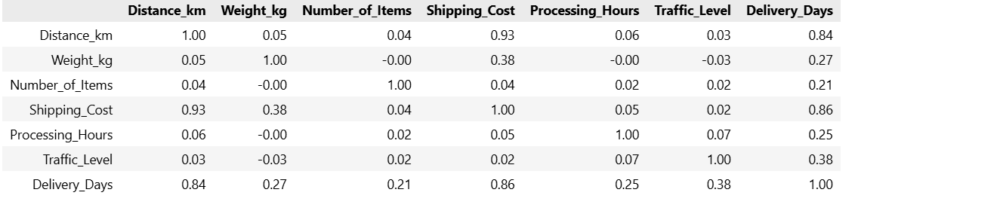 Distance_km Weight_kg Number_of_Items Shipping_Cost Processing_Hours Traffic_Level Delivery_Days
Distance_km 1.00 0.05 0.04 0.93 0.06 0.03 0.84
Weight_kg 0.05 1.00 -0.00 0.38 -0.00 -0.03 0.27
Number_of_Items 0.04 -0.00 1.00 0.04 0.02 0.02 0.21
Shipping_Cost 0.93 0.38 0.04 1.00 0.05 0.02 0.86
Processing_Hours 0.06 -0.00 0.02 0.05 1.00 0.07 0.25
Traffic_Level 0.03 -0.03 0.02 0.02 0.07 1.00 0.38
Delivery_Days 0.84 0.27 0.21 0.86 0.25 0.38 1.00